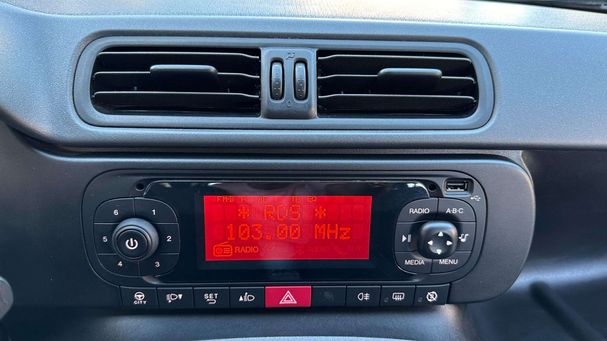 * RDS *
103.00 MHz
RADIO
6 1
5 2
4 3
RADIO A-B-C
MEDIA MENU
CITY SET